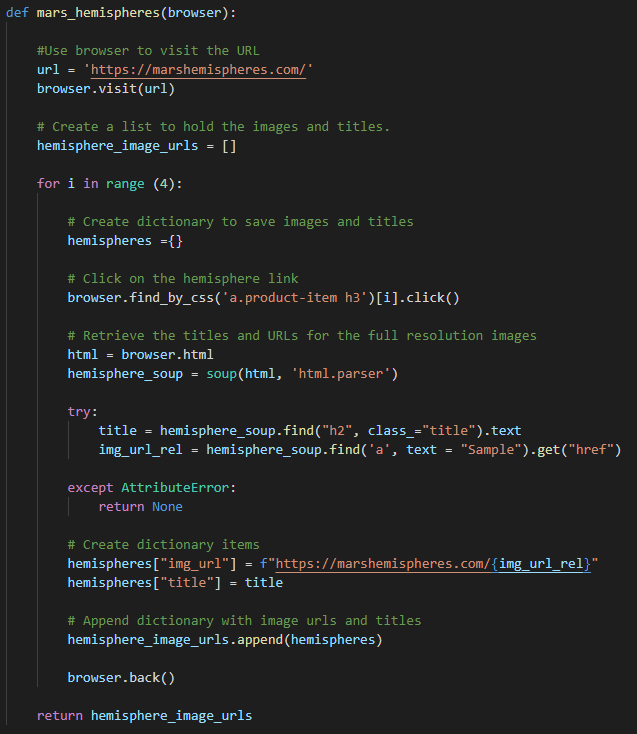 def mars_hemispheres(browser):
#Use browser to visit the URL
url = 'https://marshemispheres.com/'
browser.visit(url)
# Create a list to hold the images and titles.
hemisphere_image_urls = []
for i in range (4):
# Create dictionary to save images and titles
hemispheres ={}
# Click on the hemisphere link
browser.find_by_css('a.product-item h3')[i].click()
# Retrieve the titles and URLs for the full resolution images
html = browser.html
hemisphere_soup = soup(html, 'html.parser')
try:
title = hemisphere_soup.find("h2", class_="title").text
img_url_rel = hemisphere_soup.find('a', text = "Sample").get("href")
except AttributeError:
return None
# Create dictionary items
hemispheres["img_url"] = f"https://marshemispheres.com/{img_url_rel}"
hemispheres["title"] = title
# Append dictionary with image urls and titles
hemisphere_image_urls.append(hemispheres)
browser.back()
return hemisphere_image_urls